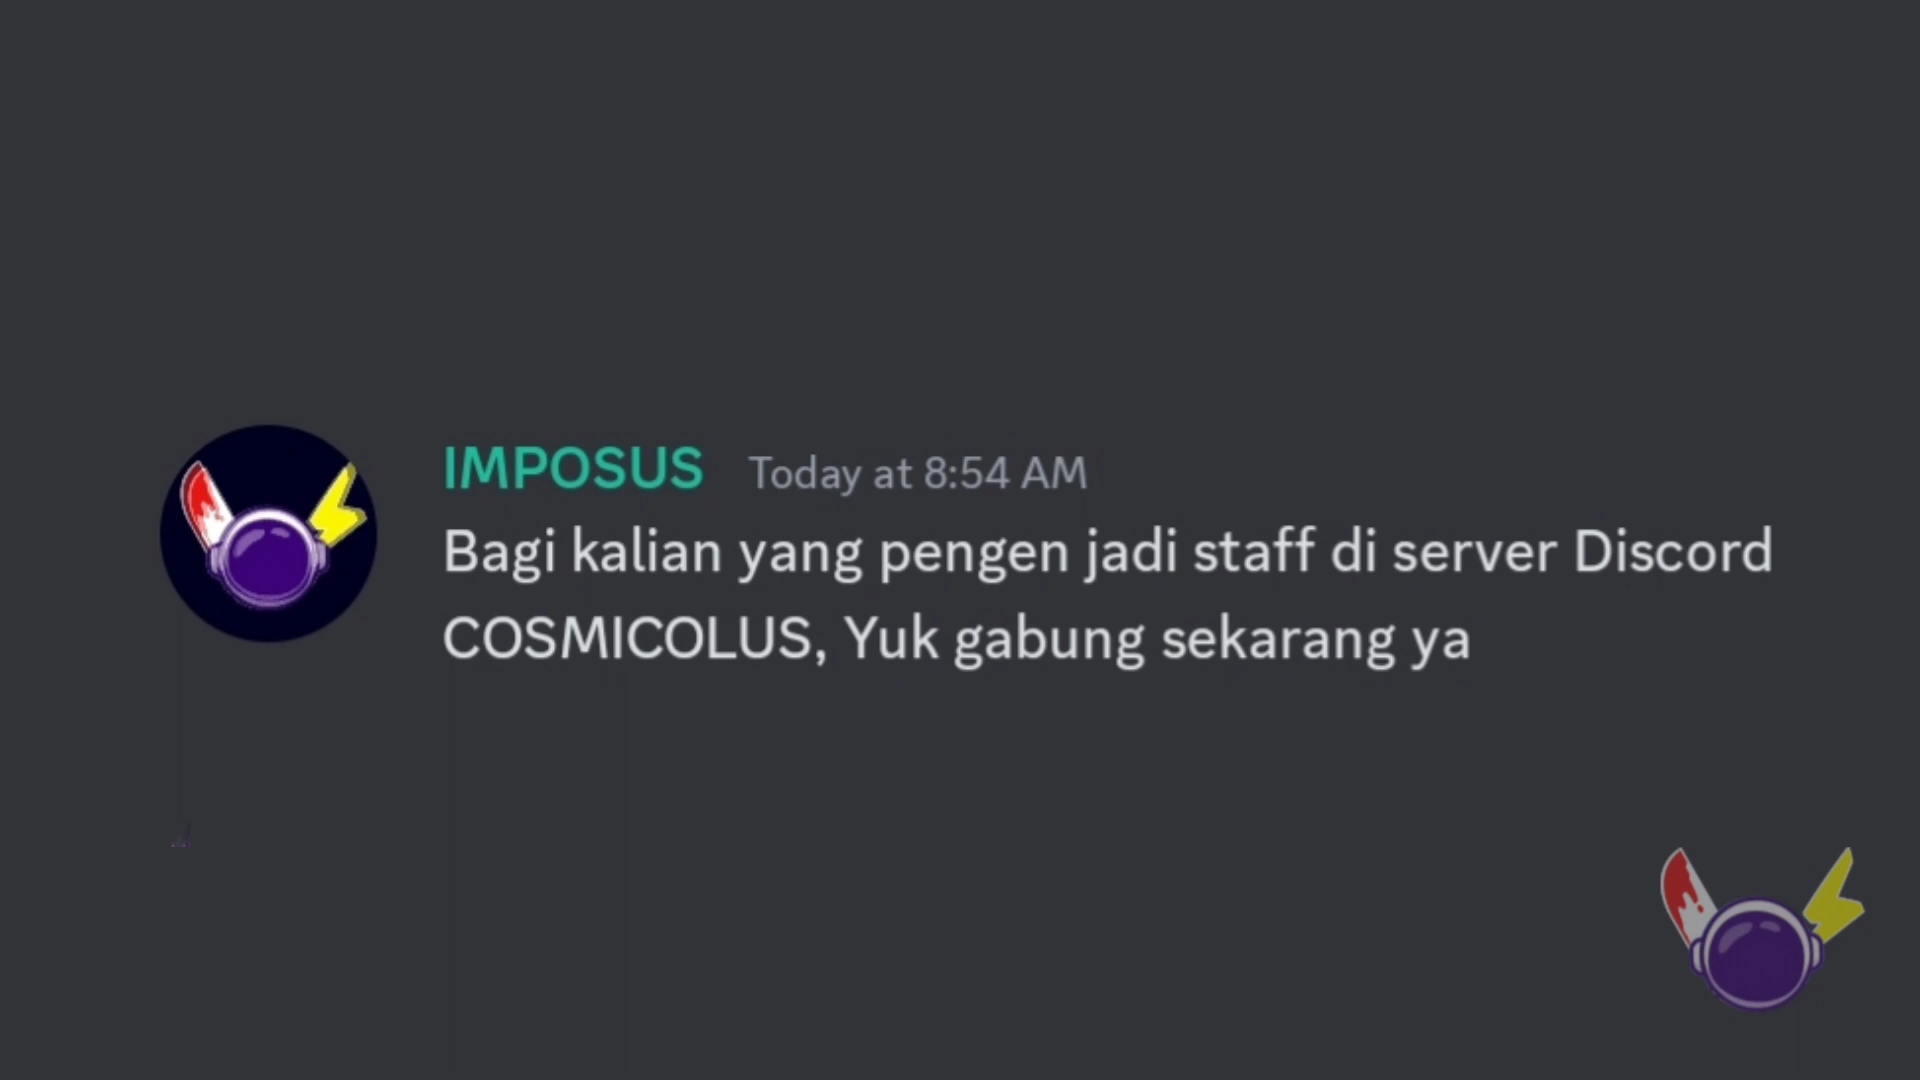 IMPOSUS Today at 8:54 AM
Bagi kalian yang pengen jadi staff di server Discord
COSMICOLUS, Yuk gabung sekarang ya